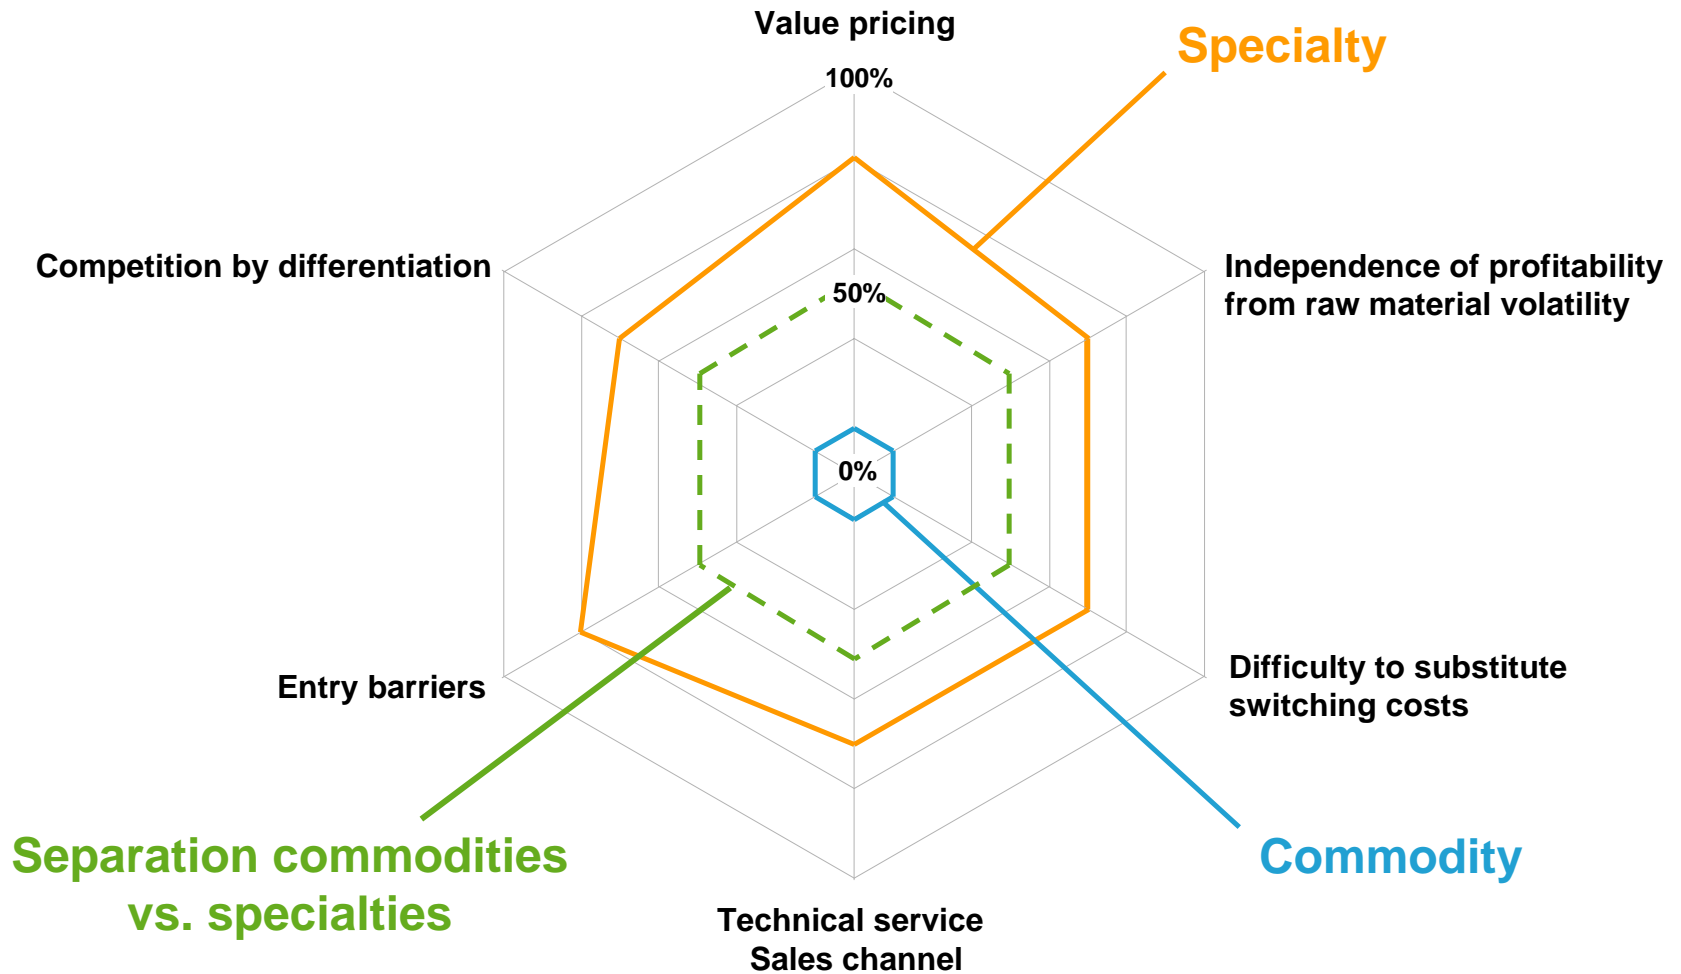 Value pricing
Specialty
100%
Competition by differentiation
Independence of profitability
from raw material volatility
50%
0%
Entry barriers
Difficulty to substitute
switching costs
Separation commodities
vs. specialties
Commodity
Technical service
Sales channel